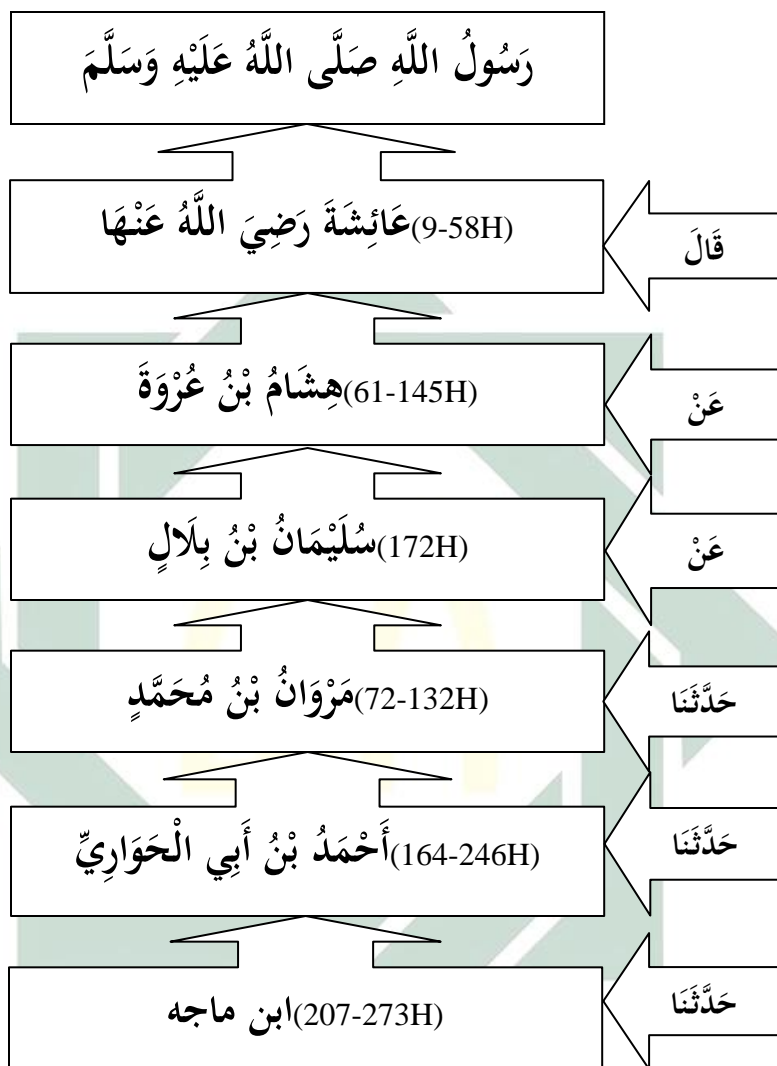 رَسُولُ اللَّهِ صَلَّى اللَّهُ عَلَيْهِ وَسَلَّمَ
عَائِشَةَ رَضِيَ اللَّهُ عَنْهَا(9-58H)
قَالَ
هِشَامُ بْنُ عُرْوَةَ(61-145H)
عَنْ
سُلَيْمَانُ بْنُ بِلَالٍ(172H)
عَنْ
مَرْوَانُ بْنُ مُحَمَّدٍ(72-132H)
حَدَّثَنَا
أَحْمَدُ بْنُ أَبِي الْحَوَارِيِّ(164-246H)
حَدَّثَنَا
ابن ماجه(207-273H)
حَدَّثَنَا